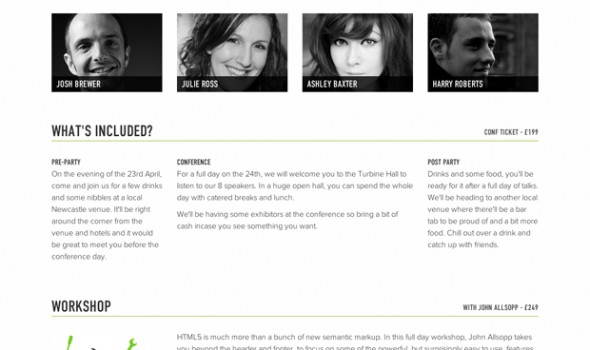 JOSH BREWER
JULIE ROSS
ASHLEY BAXTER
HARRY ROBERTS
WHAT'S INCLUDED?
CONF TICKET - £199
PRE-PARTY
On the evening of the 23rd April,
come and join us for a few drinks
and some nibbles at a local
Newcastle venue. It'll be right
around the corner from the
venue and hotels and it would
be great to meet you before the
conference day.
CONFERENCE
For a full day on the 24th, we will welcome you to the Turbine Hall to
listen to our 8 speakers. In a huge open hall, you can spend the whole
day with catered breaks and lunch.
We'll be having some exhibitors at the conference so bring a bit of
cash incase you see something you want.
POST PARTY
Drinks and some food, you'll be
ready for it after a full day of talks.
We'll be heading to another local
venue where there'll be a bar
tab to be proud of and a bit more
food. Chill out over a drink and
catch up with friends.
WORKSHOP
WITH JOHN ALLSOPP - £249
HTML5 is much more than a bunch of new semantic markup. In this full day workshop, John Allsopp takes
you beyond the header and footer, to focus on some of the powerful, but surprisingly easy to use, features